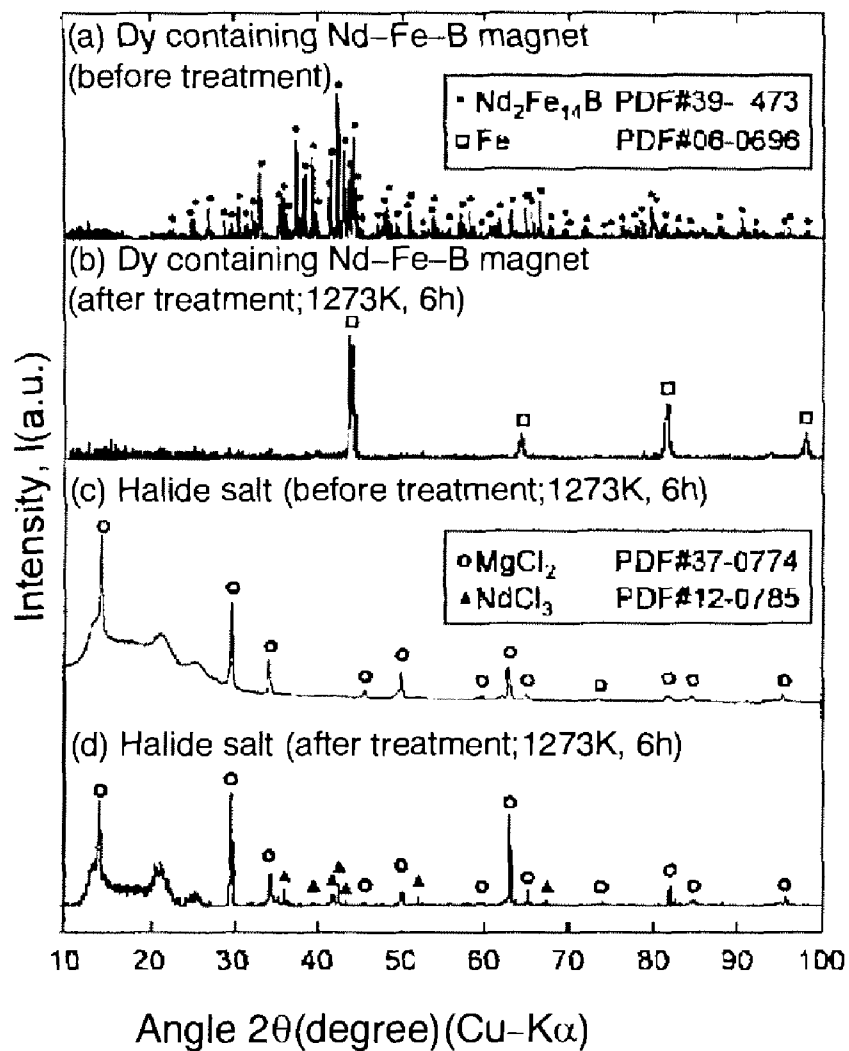 (a) Dy containing Nd–Fe–B magnet
(before treatment)
Nd₂Fe₁₄B PDF#39- 473
Fe PDF#06-0696
(b) Dy containing Nd–Fe–B magnet
(after treatment;1273K, 6h)
(c) Halide salt (before treatment;1273K, 6h)
MgCl₂ PDF#37-0774
NdCl₃ PDF#12-0785
(d) Halide salt (after treatment;1273K, 6h)
Intensity, I(a.u.)
10 20 30 40 50 60 70 80 90 100
Angle 2θ(degree)(Cu–Kα)